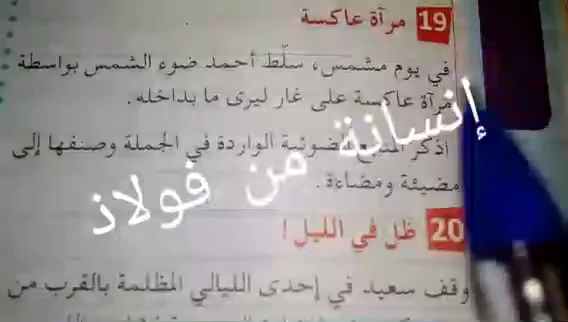 19 مرآة عاكسة
في يوم مشمس، سلّط أحمد ضوء الشمس بواسطة
مرآة عاكسة على غار ليرى ما بداخله.
اذكر المنابع الضوئية الواردة في الجملة وصنفها إلى
مضيئة ومضاءة.
إنسانة من فولاذ
20 ظل في الليل!
وقف سعيد في إحدى الليالي المظلمة بالقرب من